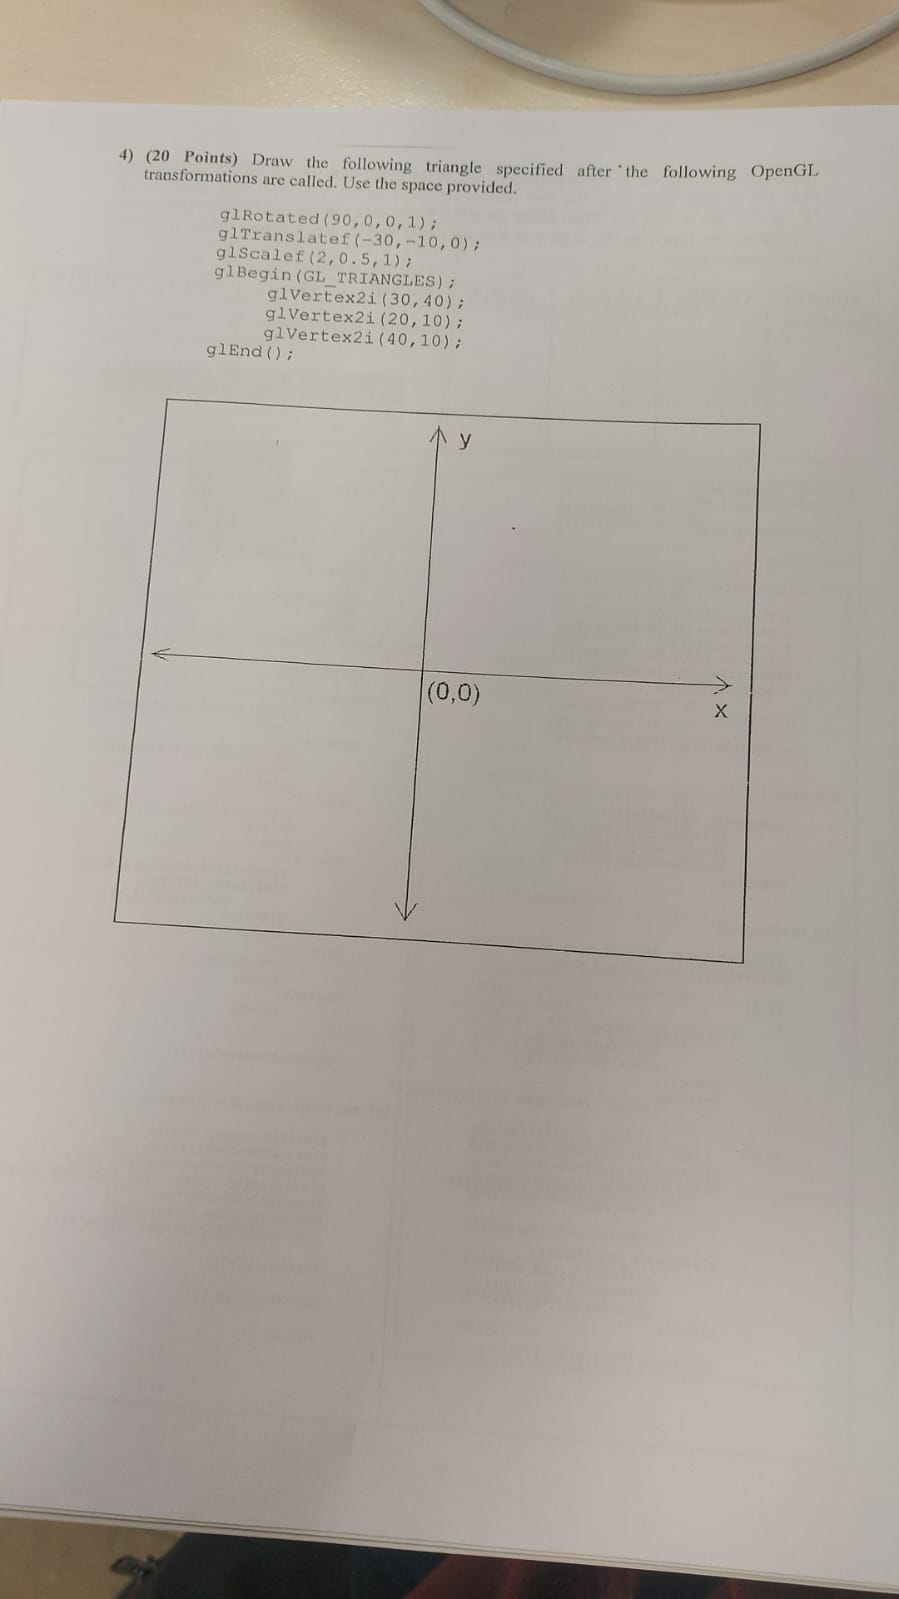 4) (20 Points) Draw the following triangle specified after the following OpenGL
transformations are called. Use the space provided.
glRotated(90,0,0,1);
glTranslatef(-30,-10,0);
glScalef(2,0.5,1);
glBegin(GL_TRIANGLES);
glVertex2i(30,40);
glVertex2i(20,10);
glVertex2i(40,10);
glEnd();
y
(0,0)
x